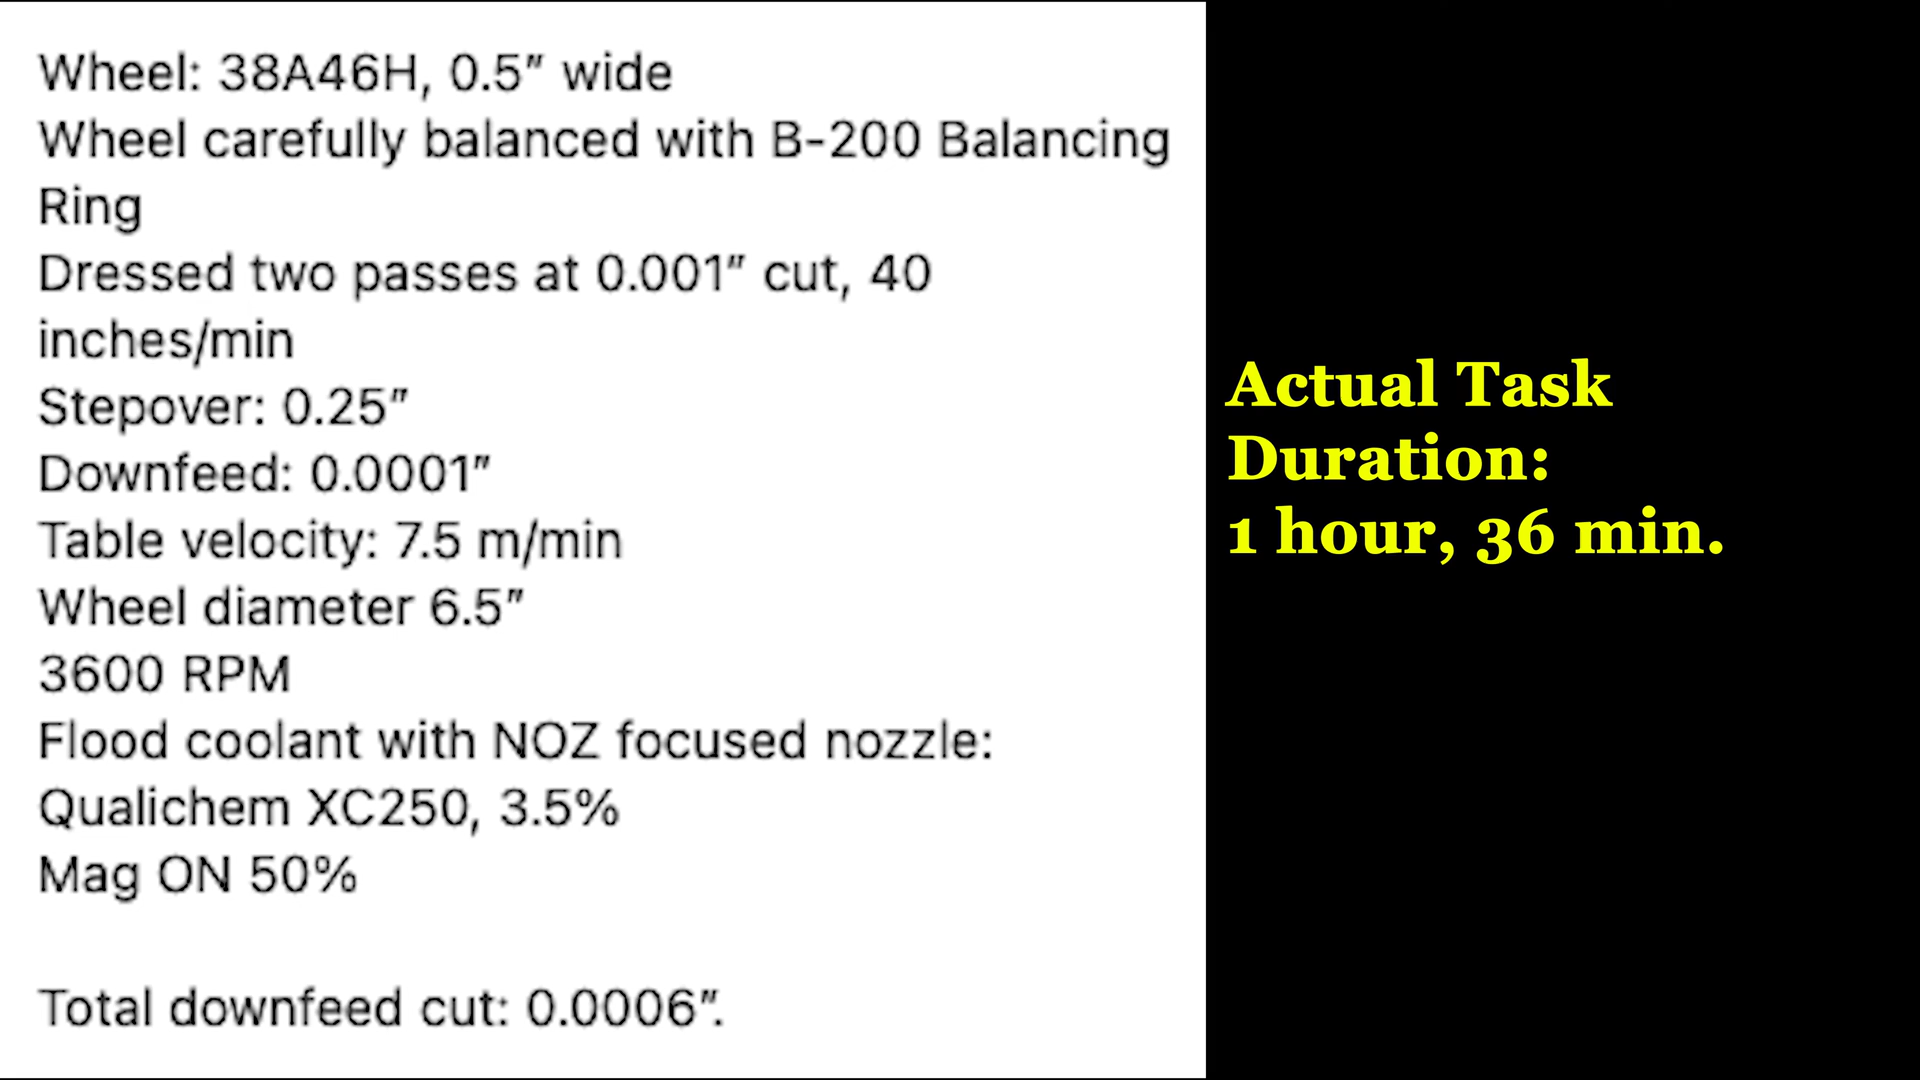 Wheel: 38A46H, 0.5” wide
Wheel carefully balanced with B-200 Balancing
Ring
Dressed two passes at 0.001” cut, 40
inches/min
Stepover: 0.25”
Downfeed: 0.0001”
Table velocity: 7.5 m/min
Wheel diameter 6.5”
3600 RPM
Flood coolant with NOZ focused nozzle:
Qualichem XC250, 3.5%
Mag ON 50%
Total downfeed cut: 0.0006”.
Actual Task
Duration:
1 hour, 36 min.